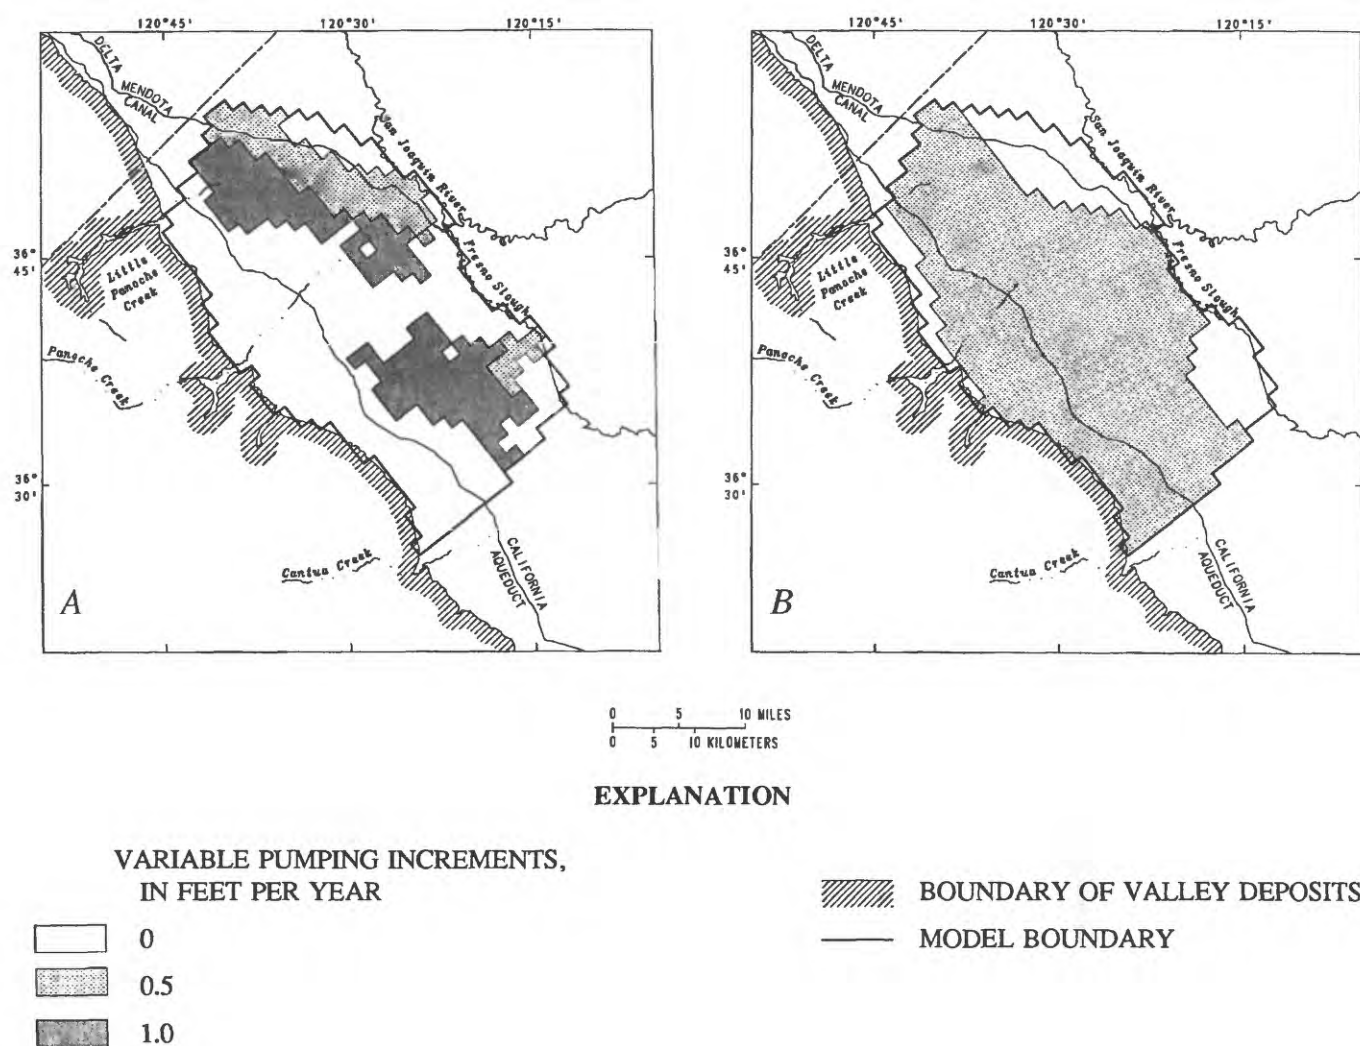 120°45'
120°30'
120°15'
DELTA
MENDOTA
CANAL
San Joaquin River
Fresno Slough
36°
45'
Little
Panoche
Creek
Panoche Creek
36°
30'
Cantua Creek
CALIFORNIA
AQUEDUCT
A
120°45'
120°30'
120°15'
DELTA
MENDOTA
CANAL
San Joaquin River
Fresno Slough
36°
45'
Little
Panoche
Creek
Panoche Creek
36°
30'
Cantua Creek
CALIFORNIA
AQUEDUCT
B
0 5 10 MILES
0 5 10 KILOMETERS
EXPLANATION
VARIABLE PUMPING INCREMENTS,
IN FEET PER YEAR
0
0.5
1.0
BOUNDARY OF VALLEY DEPOSITS
MODEL BOUNDARY